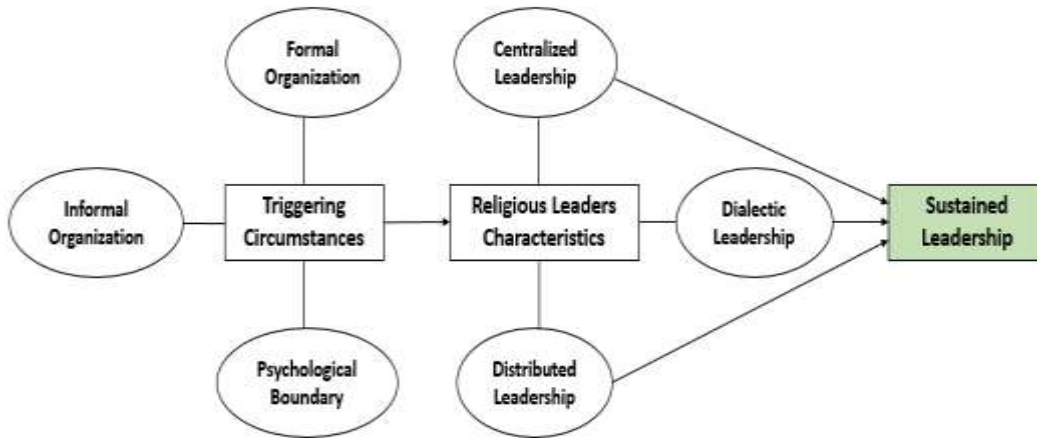 Formal
Organization
Centralized
Leadership
Informal
Organization
Triggering
Circumstances
Religious Leaders
Characteristics
Dialectic
Leadership
Sustained
Leadership
Psychological
Boundary
Distributed
Leadership